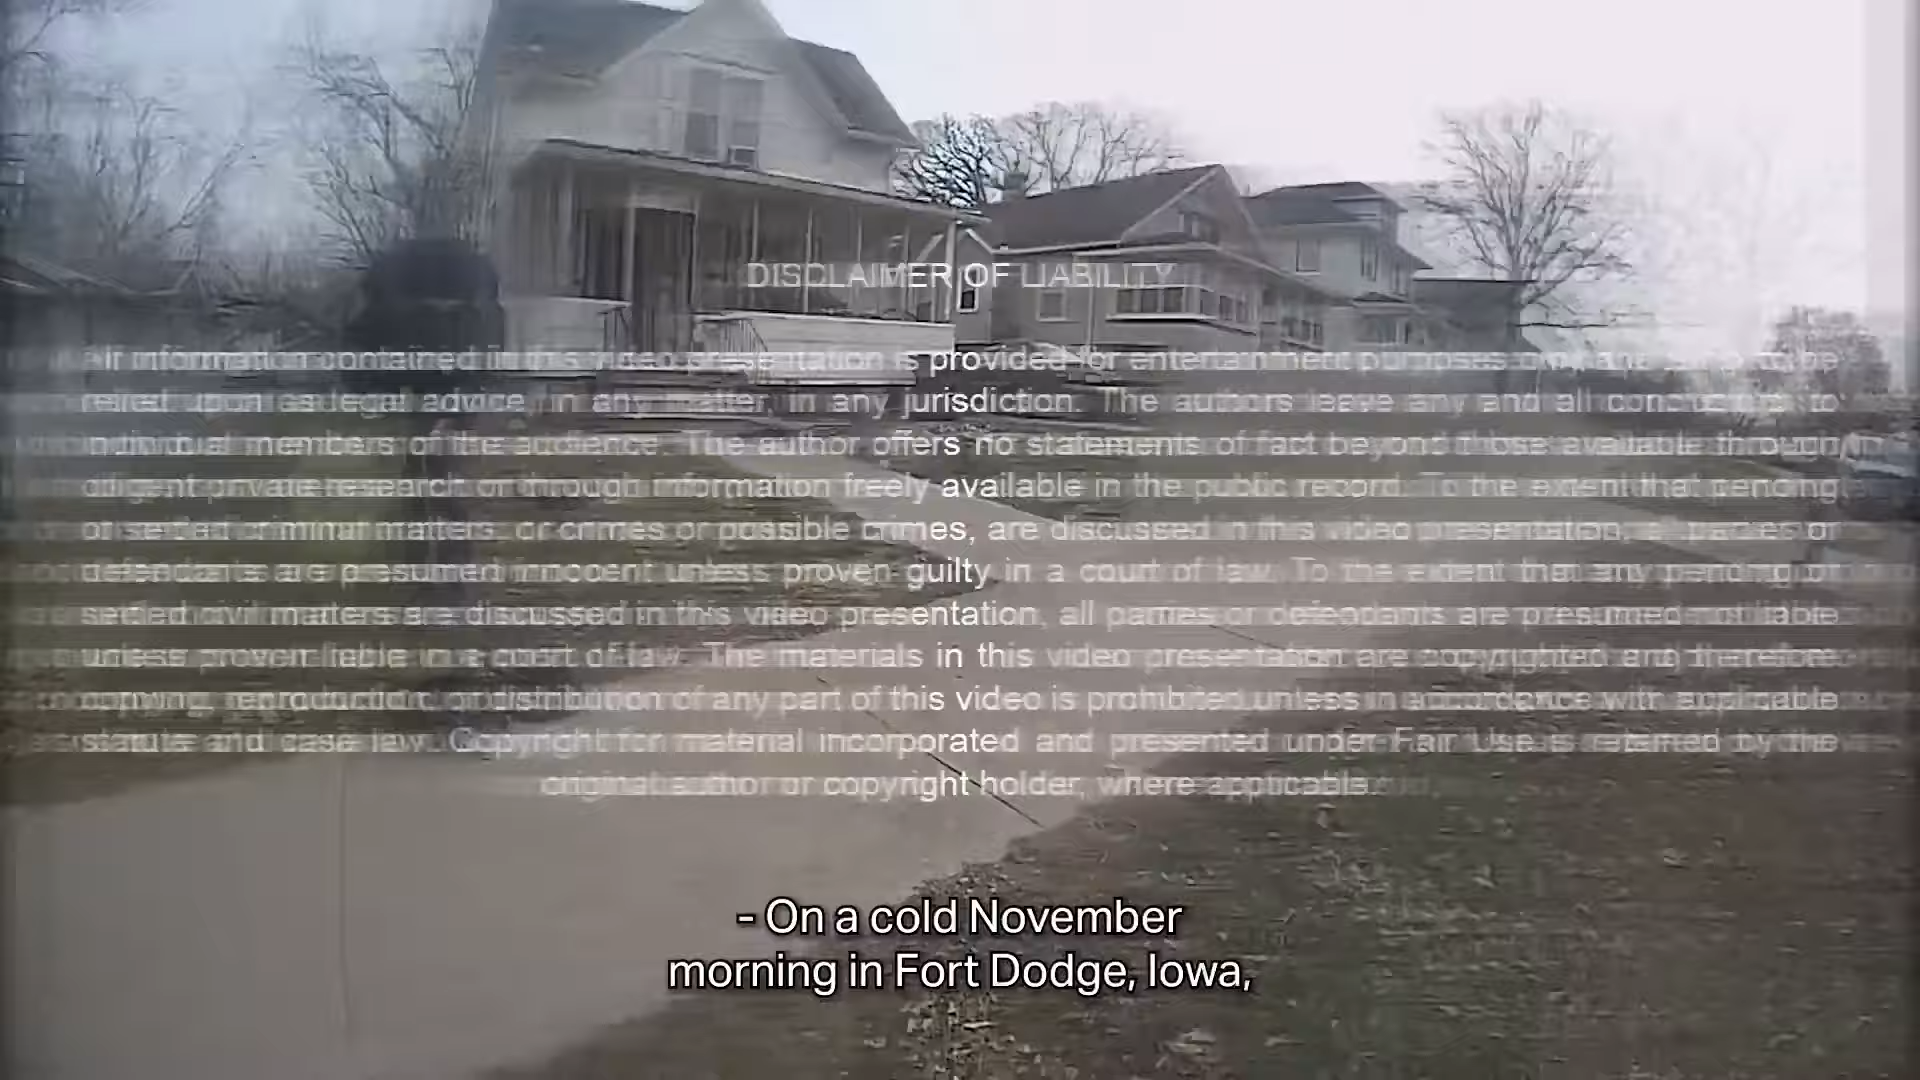 DISCLAIMER OF LIABILITY
All information contained in this video presentation is provided for entertainment purposes only and is not to be
relied upon as legal advice, in any matter, in any jurisdiction. The authors leave any and all conclusions to
individual members of the audience. The author offers no statements of fact beyond those available through
diligent private research or through information freely available in the public record. To the extent that pending
or settled criminal matters, or crimes or possible crimes, are discussed in this video presentation, all parties or
defendants are presumed innocent unless proven guilty in a court of law. To the extent that any pending or
settled civil matters are discussed in this video presentation, all parties or defendants are presumed not liable
unless proven liable in a court of law. The materials in this video presentation are copyrighted and therefore
copying, reproduction, or distribution of any part of this video is prohibited unless in accordance with applicable
statute and case law. Copyright for material incorporated and presented under Fair Use is retained by the
original author or copyright holder, where applicable.
- On a cold November
morning in Fort Dodge, Iowa,